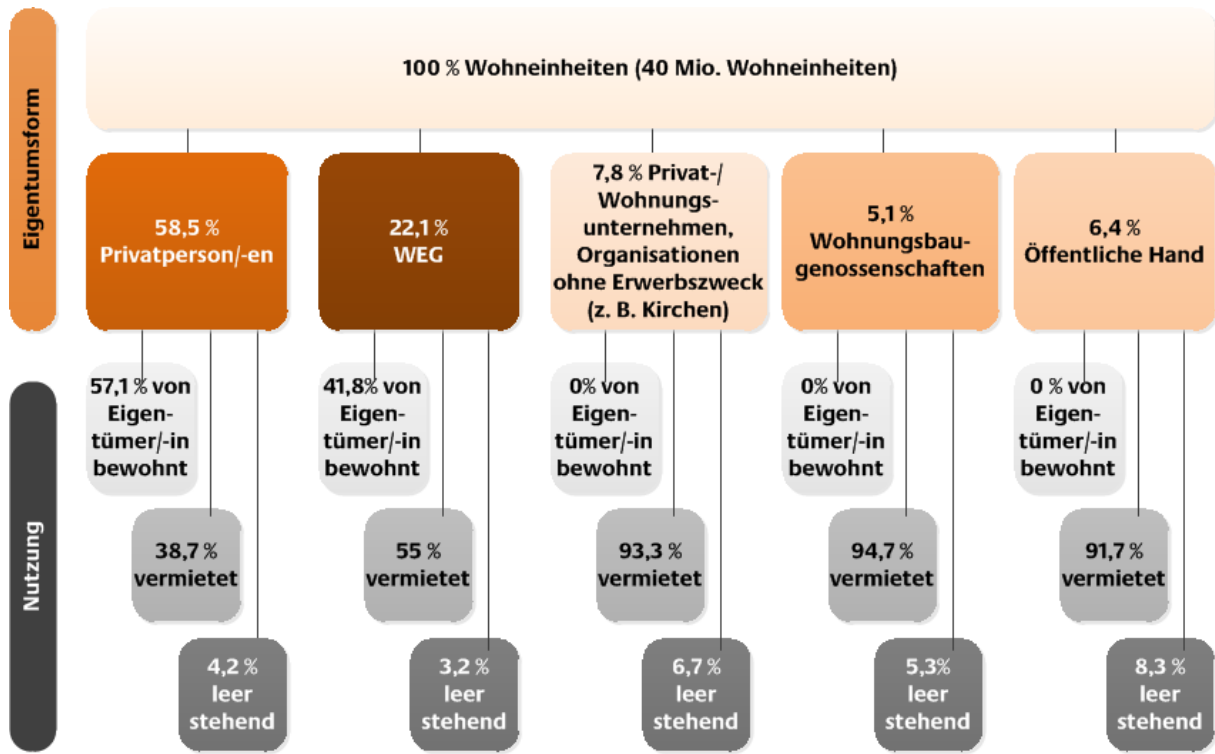 Eigentumsform
100 % Wohneinheiten (40 Mio. Wohneinheiten)
58,5 %
Privatperson/-en
22,1 %
WEG
7,8 % Privat-/
Wohnungs-
unternehmen,
Organisationen
ohne Erwerbszweck
(z. B. Kirchen)
5,1 %
Wohnungsbau-
genossenschaften
6,4 %
Öffentliche Hand
Nutzung
57,1 % von
Eigen-
tümer/-in
bewohnt
41,8% von
Eigen-
tümer/-in
bewohnt
0% von
Eigen-
tümer/-in
bewohnt
0% von
Eigen-
tümer/-in
bewohnt
0 % von
Eigen-
tümer/-in
bewohnt
38,7 %
vermietet
55 %
vermietet
93,3 %
vermietet
94,7 %
vermietet
91,7 %
vermietet
4,2 %
leer
stehend
3,2 %
leer
stehend
6,7 %
leer
stehend
5,3%
leer
stehend
8,3 %
leer
stehend